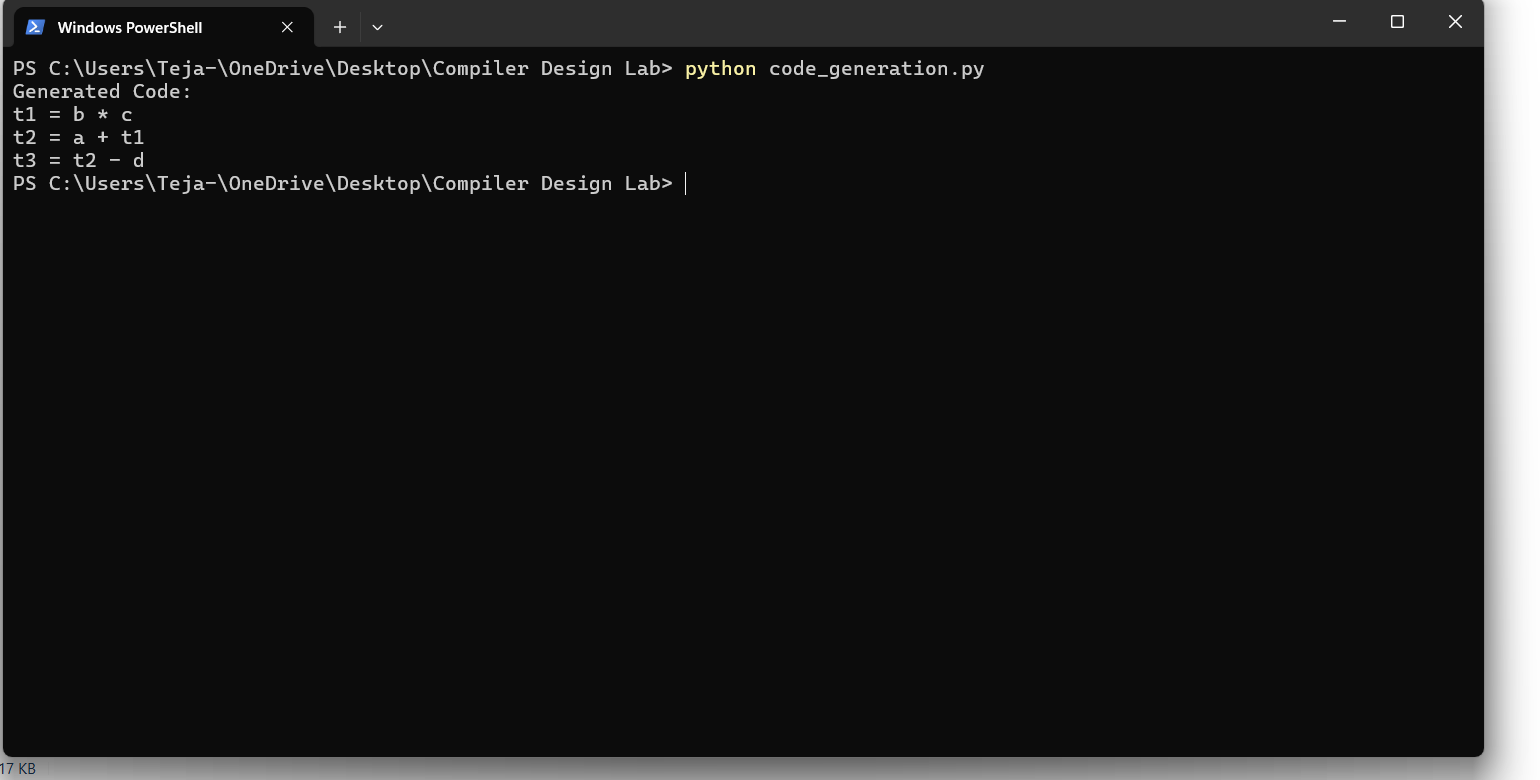 Windows PowerShell
PS C:\Users\Teja-\OneDrive\Desktop\Compiler Design Lab> python code_generation.py
Generated Code:
t1 = b * c
t2 = a + t1
t3 = t2 - d
PS C:\Users\Teja-\OneDrive\Desktop\Compiler Design Lab>
17 KB